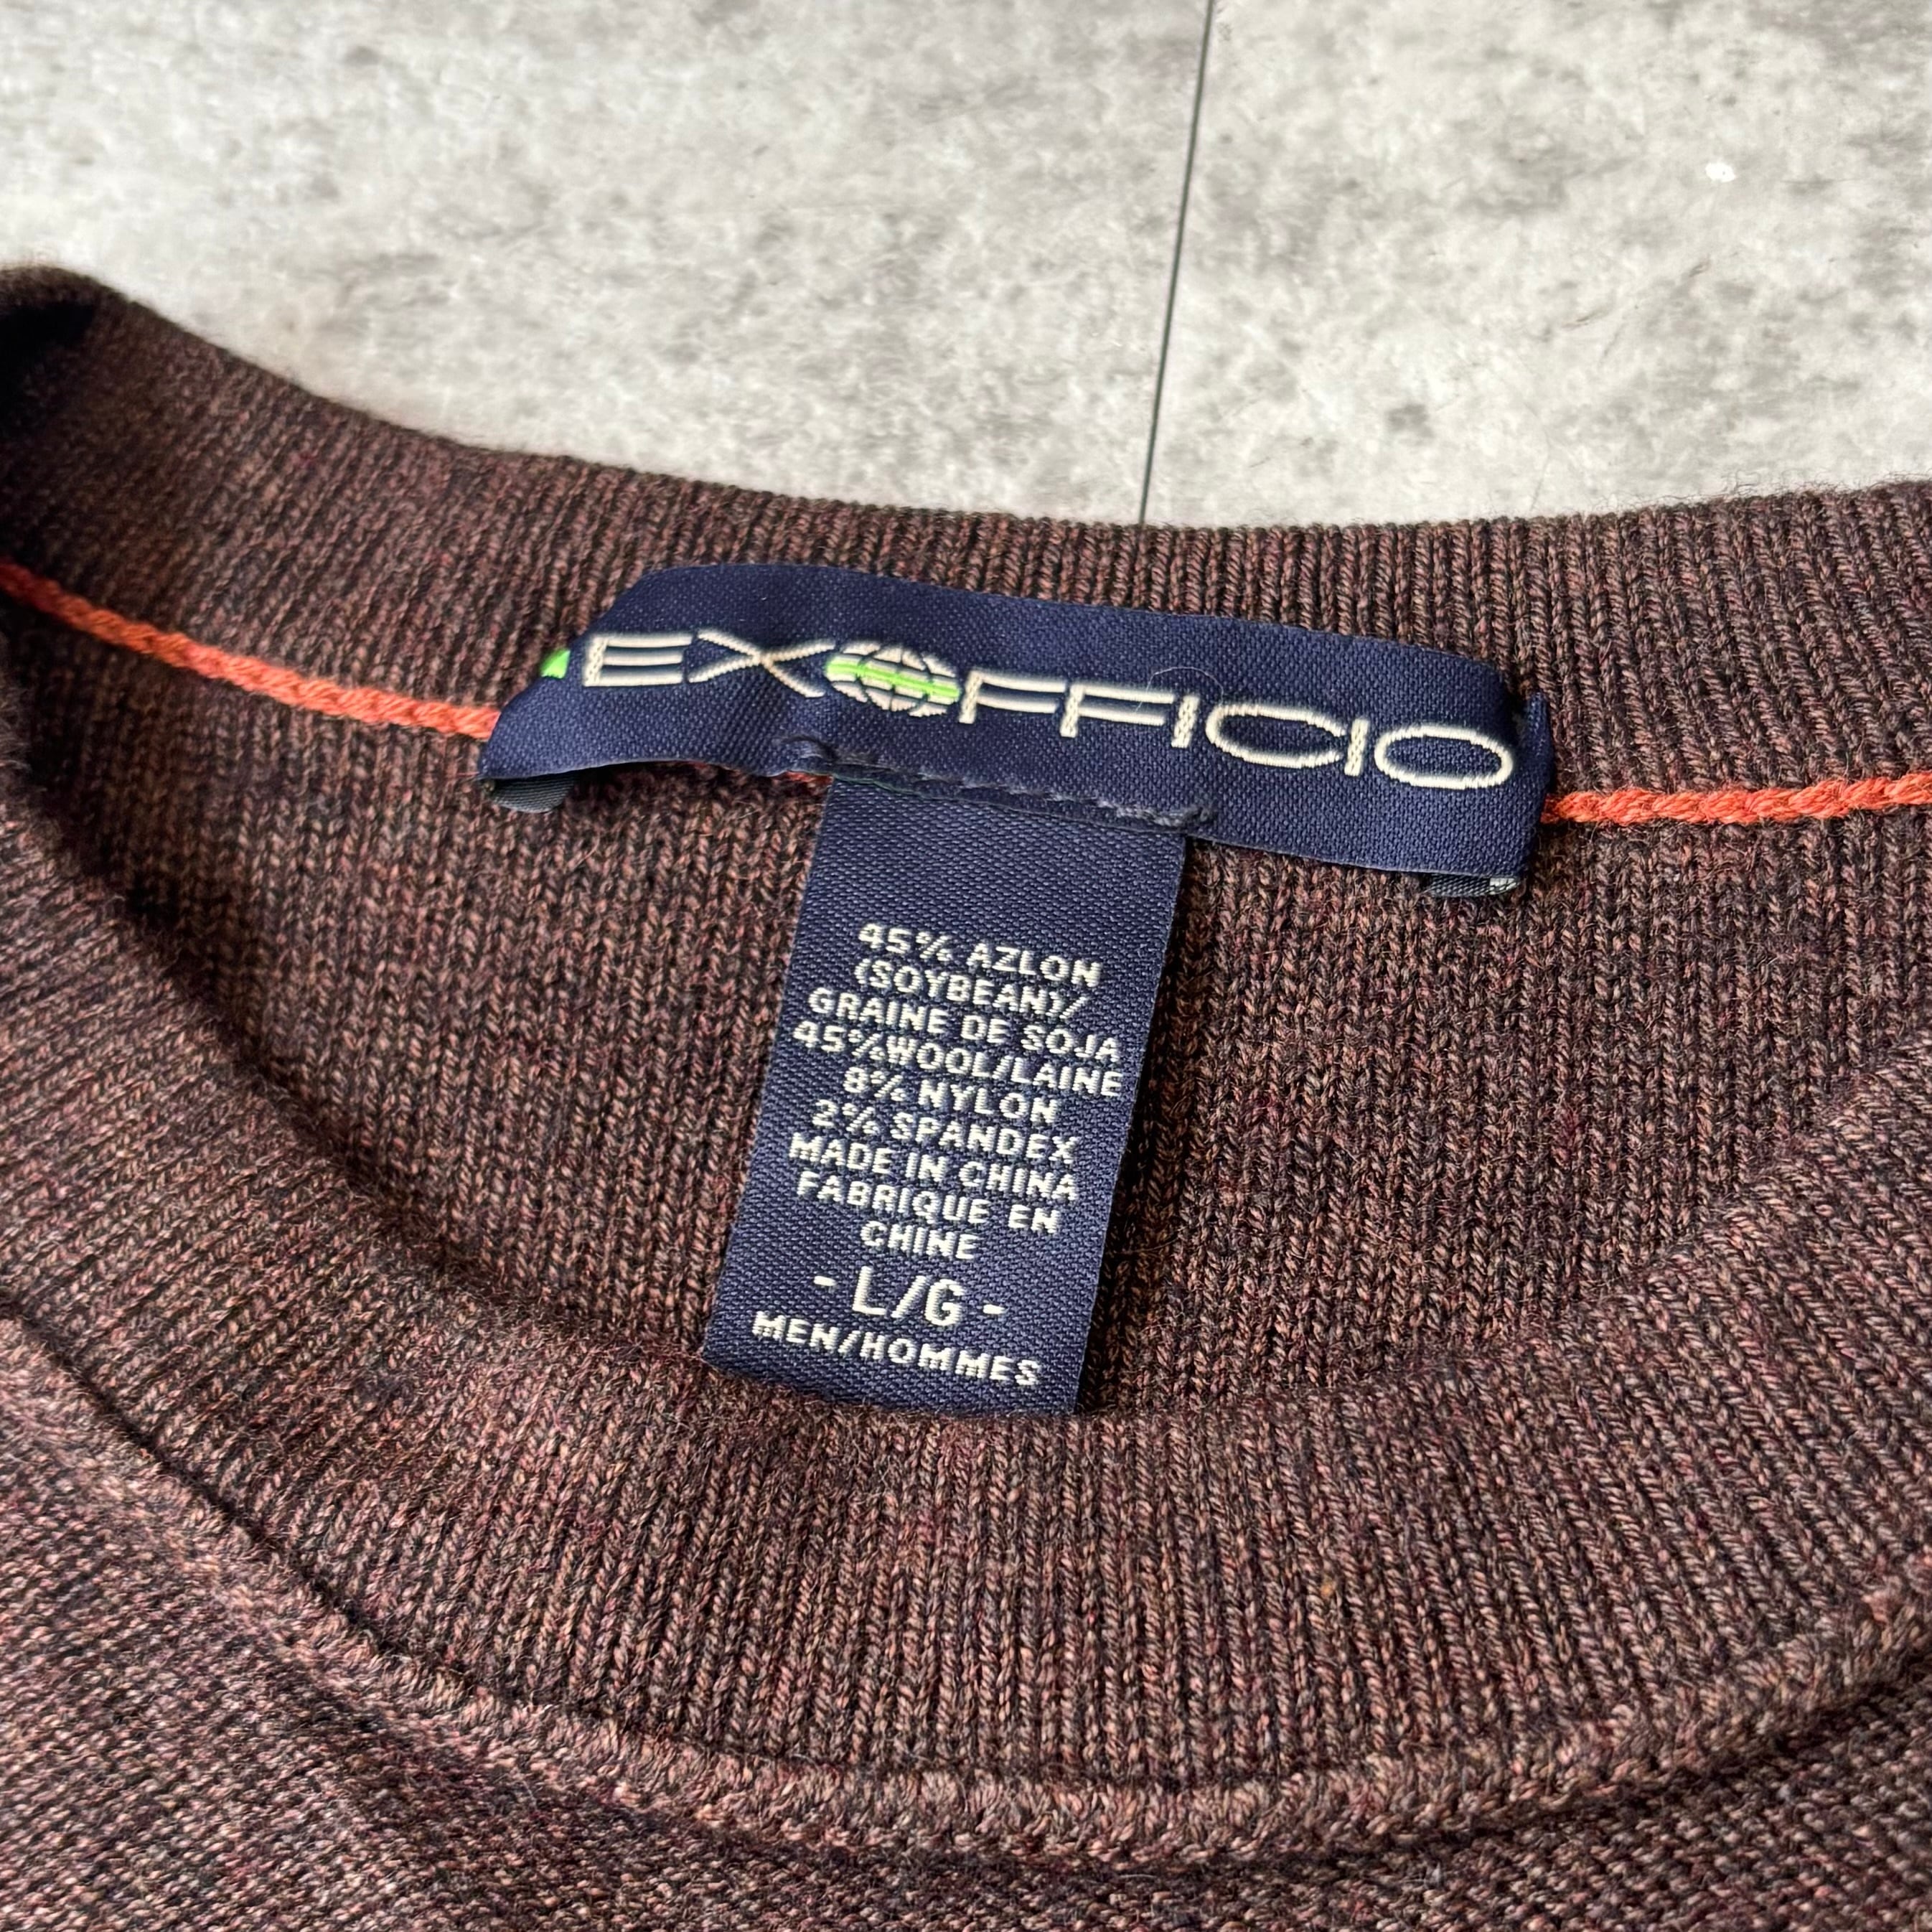 EXOFFICIO
45% AZLON
(SOYBEAN)/
GRAINE DE SOJA
45%WOOL/LAINE
8% NYLON
2% SPANDEX
MADE IN CHINA
FABRIQUE EN
CHINE
- L/G -
MEN/HOMMES